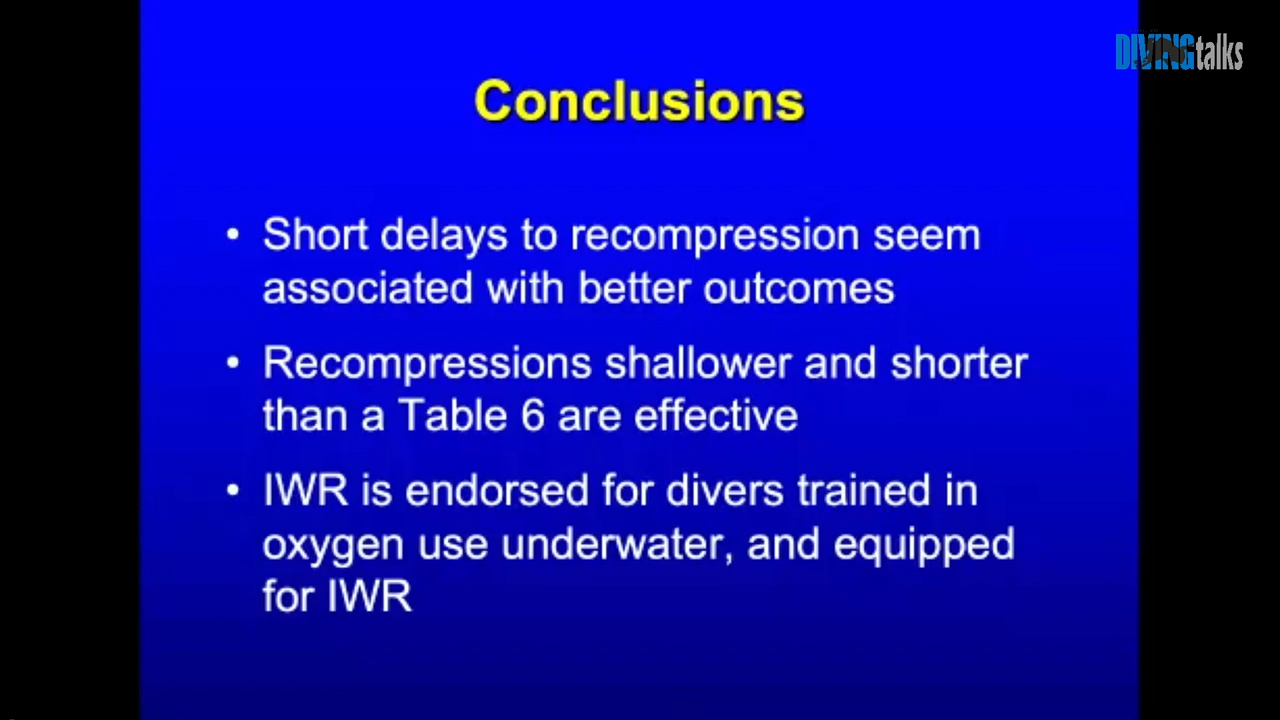 DIVINGtalks
Conclusions
• Short delays to recompression seem
associated with better outcomes
• Recompressions shallower and shorter
than a Table 6 are effective
• IWR is endorsed for divers trained in
oxygen use underwater, and equipped
for IWR